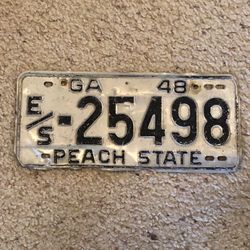 GA 48
E/S-25498
PEACH STATE